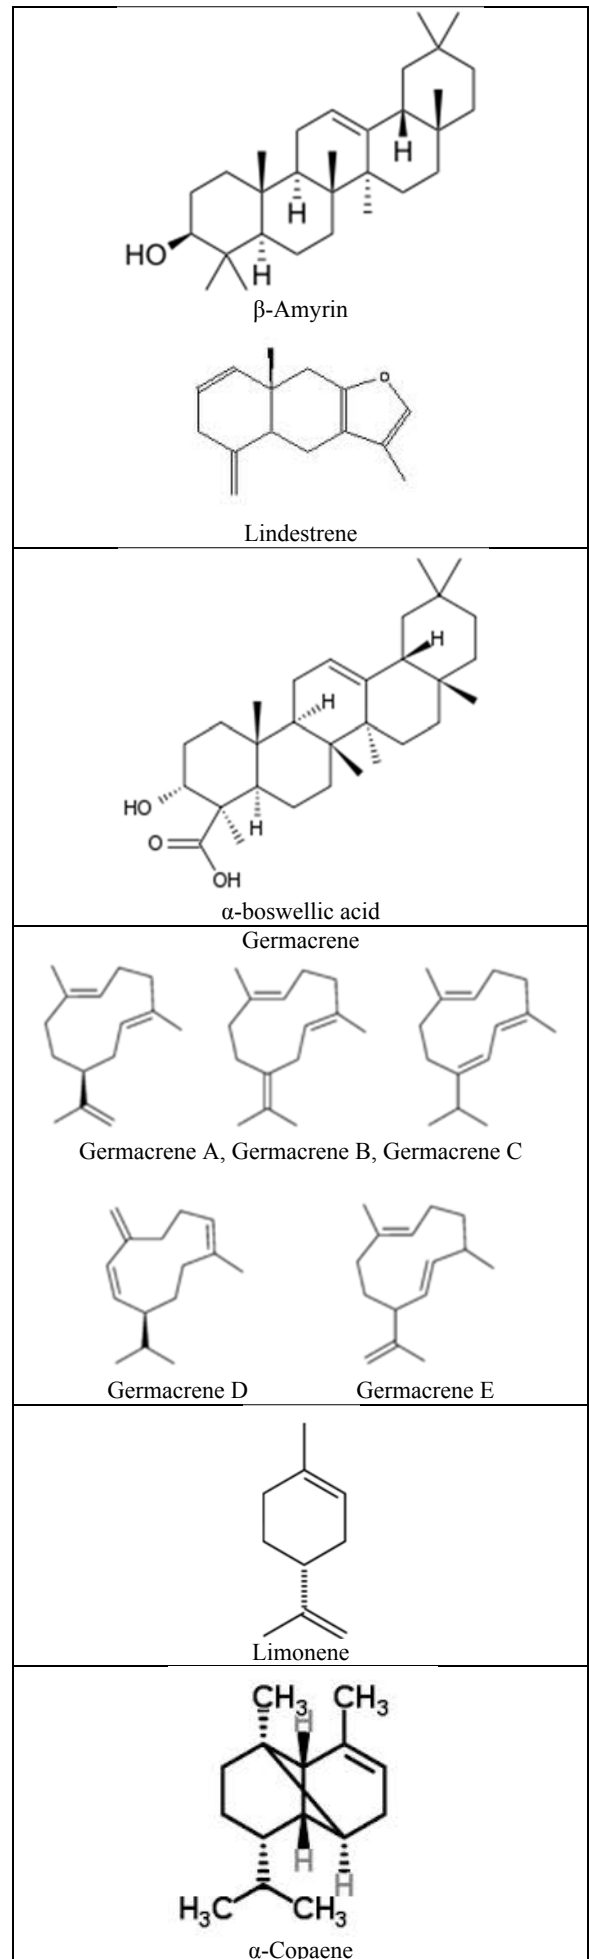 H
H
HO
H
β-Amyrin
O
Lindestrene
H
H
HO
H
O
OH
α-boswellic acid
Germacrene
Germacrene A, Germacrene B, Germacrene C
Germacrene D Germacrene E
Limonene
CH3 CH3
H
H
H
H3C CH3
α-Copaene